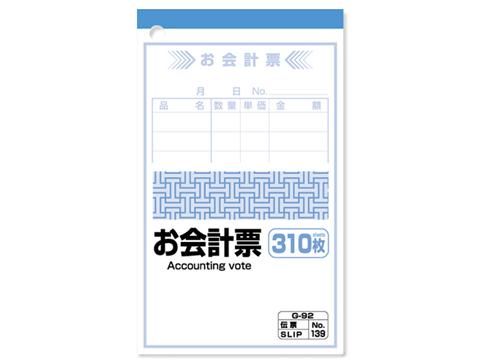 お会計票
月 日 No.
品名 数量 単価 金額
お会計票 310枚 sheets
Accounting vote
G-92
伝票 No.
SLIP 139